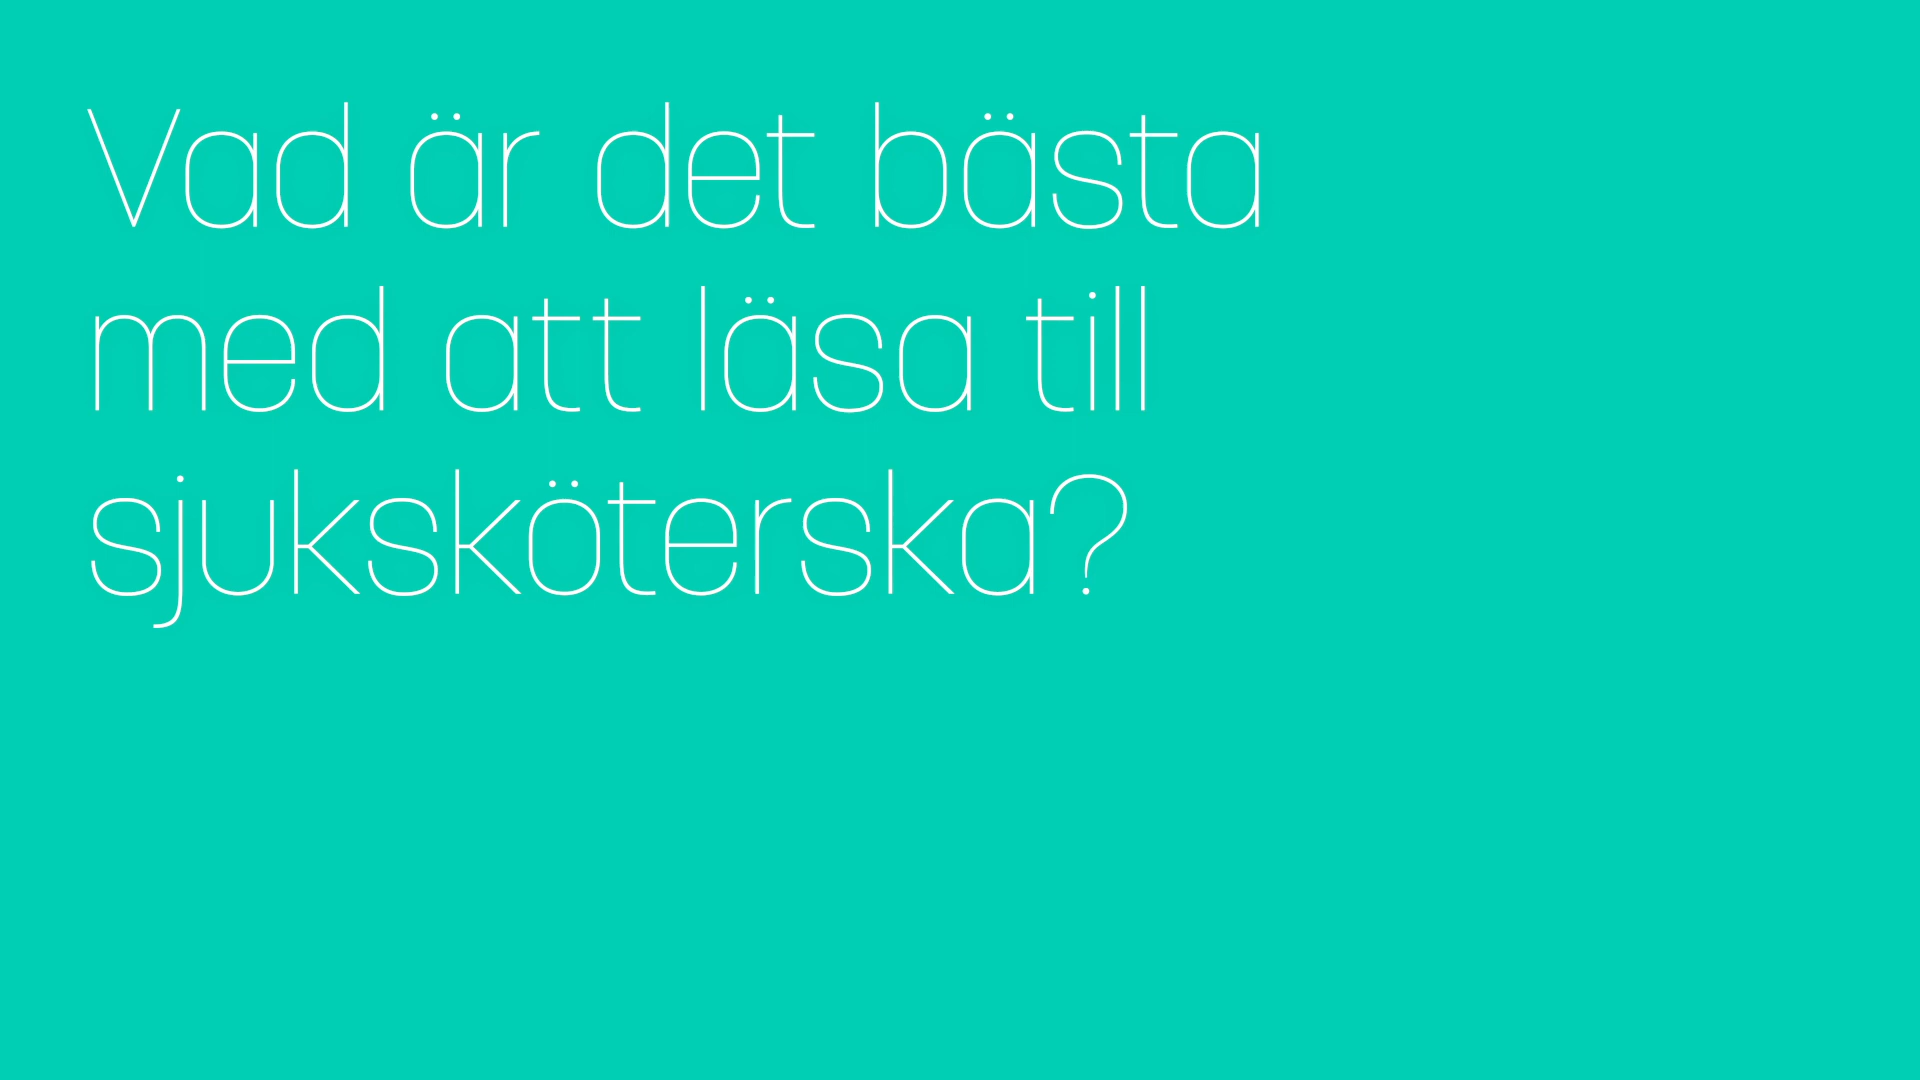 Vad är det bästa
med att läsa till
sjuksköterska?